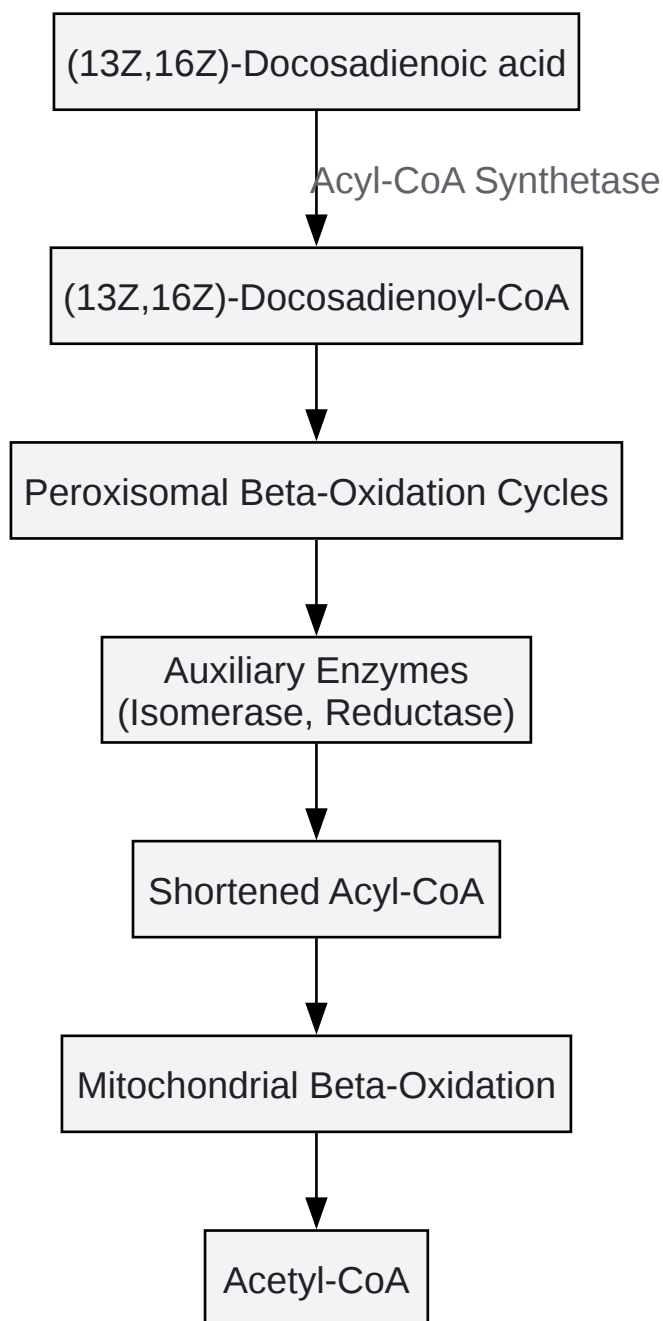 (13Z,16Z)-Docosadienoic acid
Acyl-CoA Synthetase
(13Z,16Z)-Docosadienoyl-CoA
Peroxisomal Beta-Oxidation Cycles
Auxiliary Enzymes
(Isomerase, Reductase)
Shortened Acyl-CoA
Mitochondrial Beta-Oxidation
Acetyl-CoA